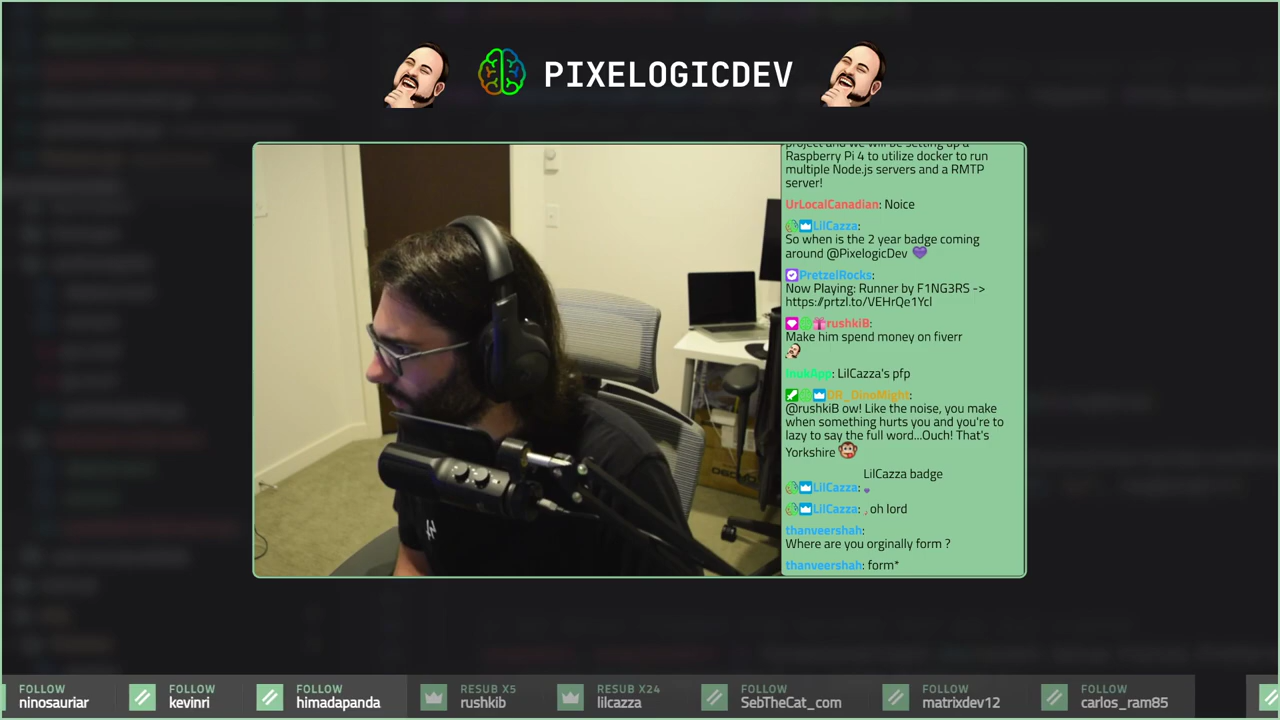 PIXELOGICDEV
project and we will be setting up a
Raspberry Pi 4 to utilize docker to run
multiple Node.js servers and a RMTP
server!
UrLocalCanadian: Noice
LilCazza:
So when is the 2 year badge coming
around @PixelogicDev
PretzelRocks:
Now Playing: Runner by F1NG3RS ->
https://prtzl.to/VEHrQe1Ycl
rushkiB:
Make him spend money on fiverr
InukApp: LilCazza's pfp
DR_DinoMight:
@rushkiB ow! Like the noise, you make
when something hurts you and you're to
lazy to say the full word...Ouch! That's
Yorkshire
LilCazza badge
LilCazza:
LilCazza: , oh lord
thanveershah:
Where are you orginally form ?
thanveershah: form*
FOLLOW
ninosauriar
FOLLOW
kevinri
FOLLOW
himadapanda
RESUB X5
rushkib
RESUB X24
lilcazza
FOLLOW
SebTheCat_com
FOLLOW
matrixdev12
FOLLOW
carlos_ram85